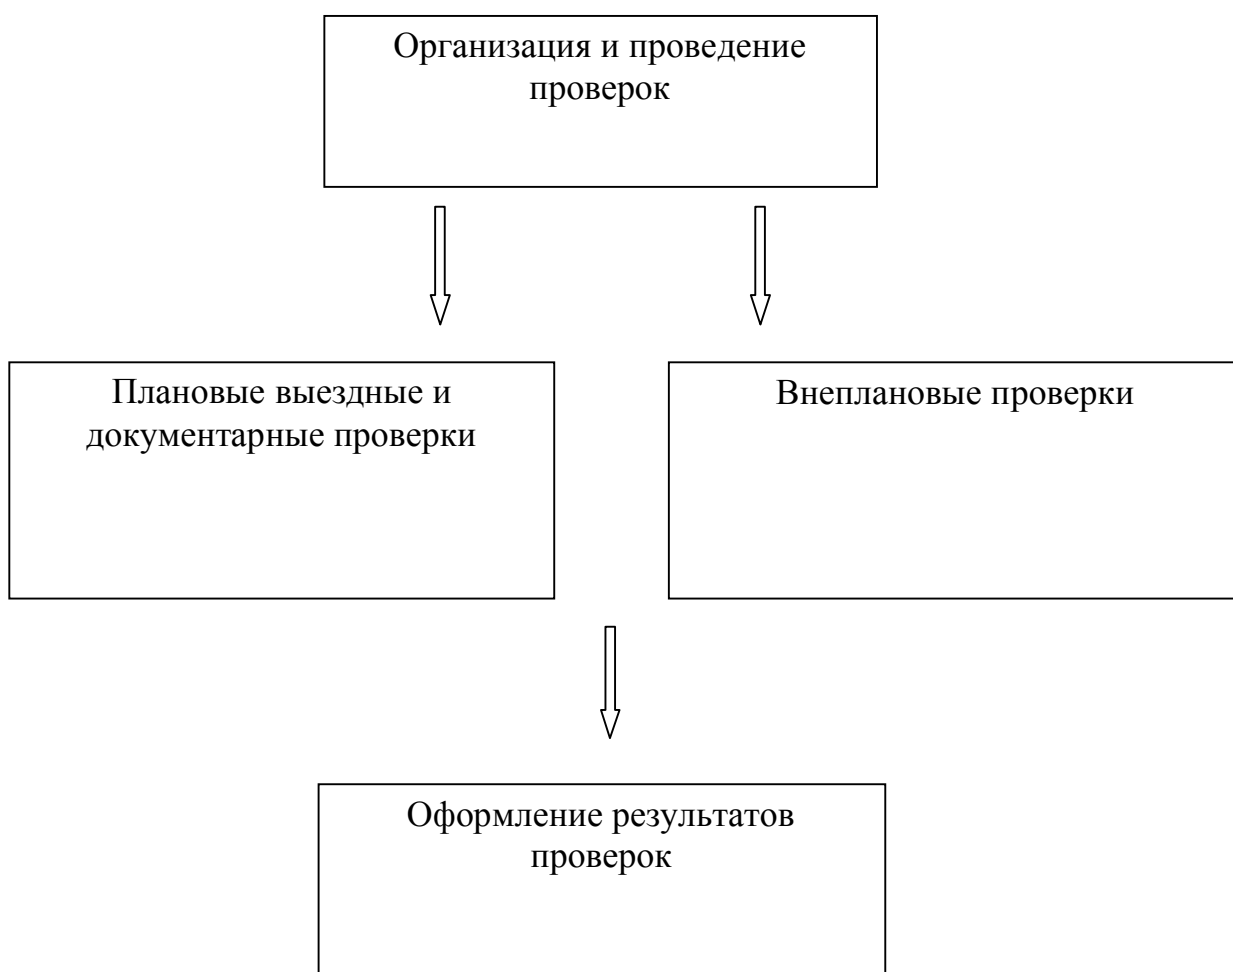 Организация и проведение
проверок
Плановые выездные и
документарные проверки
Внеплановые проверки
Оформление результатов
проверок